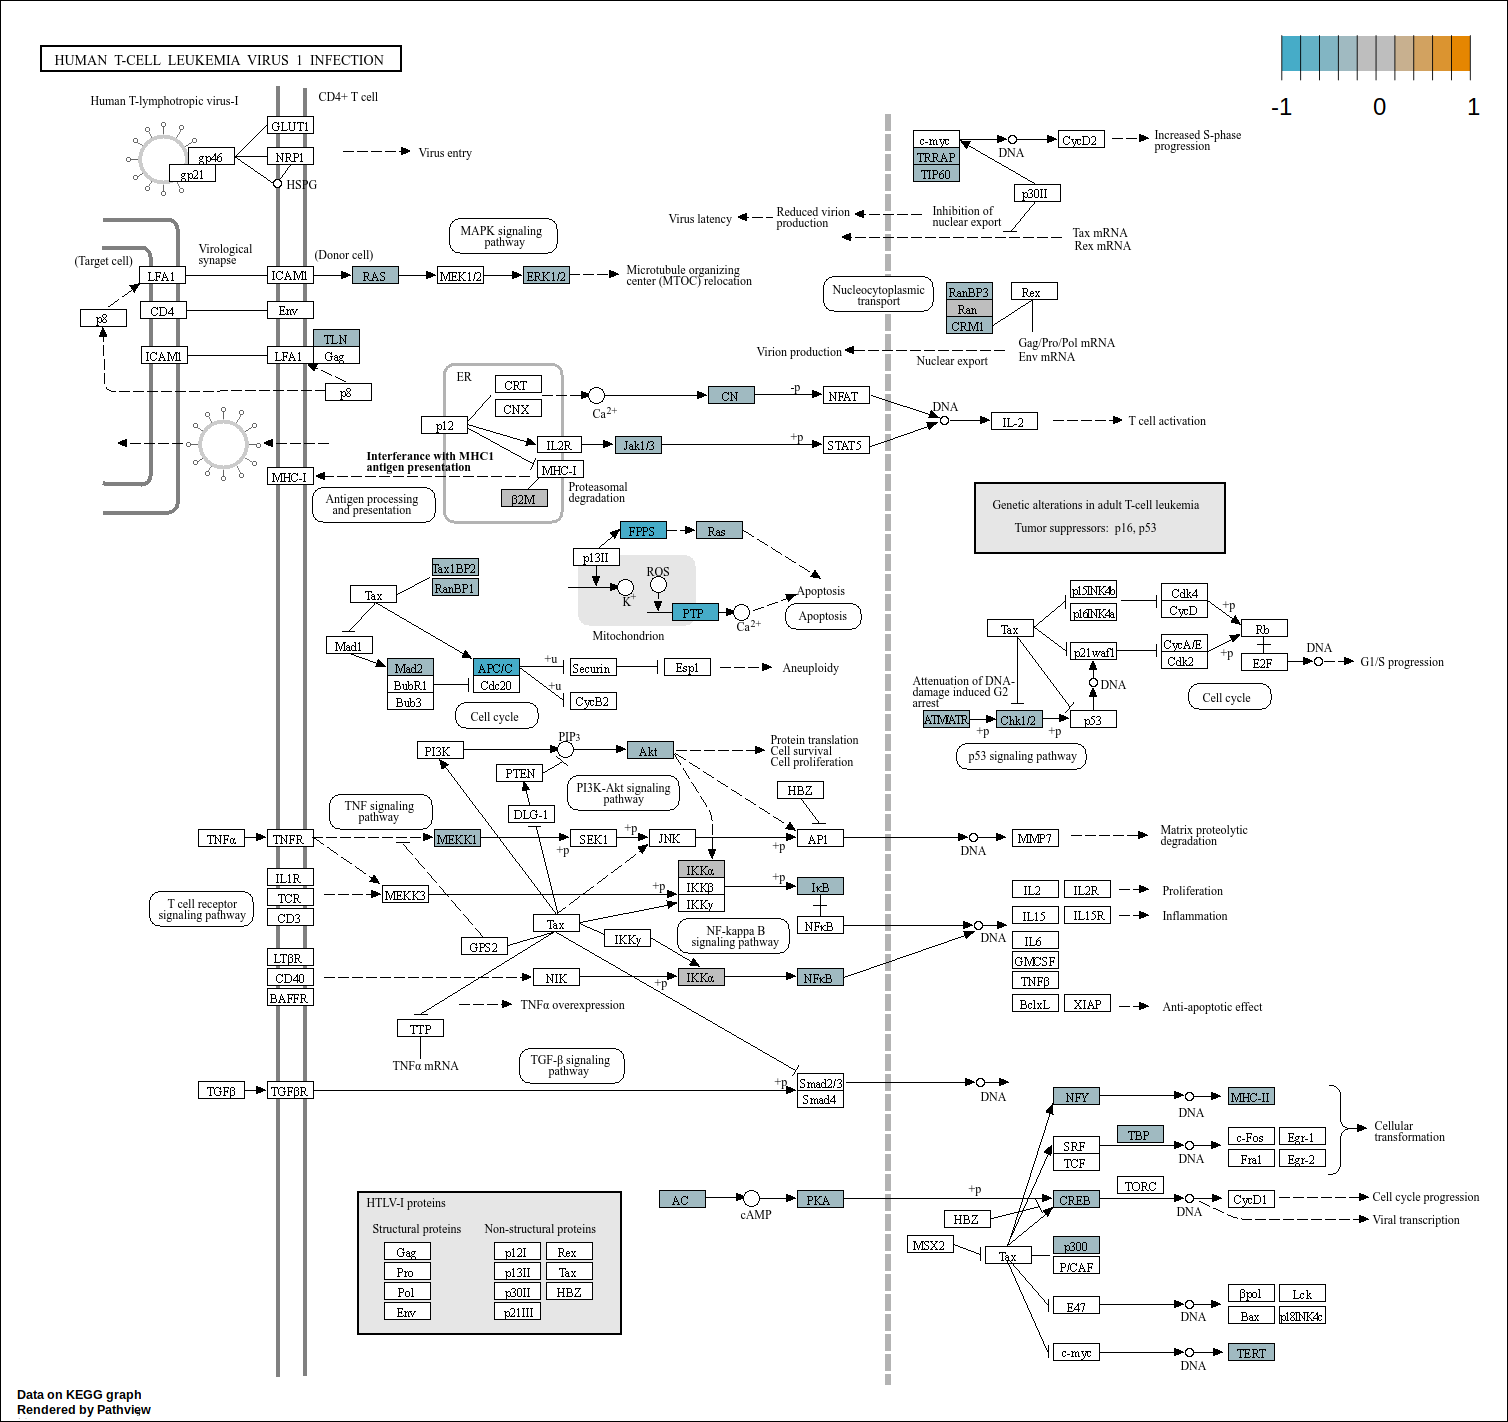 HUMAN T-CELL LEUKEMIA VIRUS 1 INFECTION
-1 0 1
Human T-lymphotropic virus-I
CD4+ T cell
GLUT1
gp46
NRP1
gp21
HSPG
Virus entry
c-myc
TRRAP
TIP60
DNA
CycD2
Increased S-phase
progression
p30II
Virus latency
Reduced virion
production
Inhibition of
nuclear export
Tax mRNA
Rex mRNA
MAPK signaling
pathway
Virological
synapse
(Target cell)
(Donor cell)
LFA1
ICAM1
RAS
MEK1/2
ERK1/2
Microtubule organizing
center (MTOC) relocation
Nucleocytoplasmic
transport
RanBP3
Ran
CRM1
Rex
p8
CD4
Env
TLN
ICAM1
LFA1
Gag
p8
Gag/Pro/Pol mRNA
Env mRNA
Virion production
Nuclear export
ER
CRT
CNX
p12
Ca2+
CN
-p
NFAT
DNA
IL-2
T cell activation
IL2R
Jak1/3
+p
STAT5
Interferance with MHC1
antigen presentation
MHC-I
MHC-I
β2M
Proteasomal
degradation
Antigen processing
and presentation
Genetic alterations in adult T-cell leukemia
Tumor suppressors: p16, p53
FPPS
Ras
p13II
ROS
K+
PTP
Ca2+
Mitochondrion
Apoptosis
Apoptosis
Tax1BP2
RanBP1
Tax
Mad1
Mad2
BubR1
Bub3
APC/C
Cdc20
+u
+u
Securin
Esp1
CycB2
Aneuploidy
Cell cycle
p15INK4b
p16INK4a
Cdk4
CycD
+p
Tax
p21waf1
CycA/E
Cdk2
+p
Rb
E2F
DNA
G1/S progression
Attenuation of DNA-
damage induced G2
arrest
DNA
ATM/ATR
+p
Chk1/2
+p
p53
Cell cycle
p53 signaling pathway
PI3K
PIP3
Akt
Protein translation
Cell survival
Cell proliferation
PTEN
PI3K-Akt signaling
pathway
DLG-1
HBZ
TNF signaling
pathway
TNFα
TNFR
MEKK1
+p
SEK1
+p
JNK
+p
AP1
DNA
MMP7
Matrix proteolytic
degradation
IL1R
TCR
CD3
T cell receptor
signaling pathway
MEKK3
+p
IKKα
IKKβ
IKKγ
+p
IκB
NFκB
IL2
IL2R
Proliferation
IL15
IL15R
Inflammation
IL6
GMCSF
TNFβ
BclxL
XIAP
Anti-apoptotic effect
DNA
Tax
GPS2
IKKγ
NF-kappa B
signaling pathway
LTβR
CD40
BAFFR
NIK
+p
IKKα
NFκB
TNFα overexpression
TTP
TNFα mRNA
TGF-β signaling
pathway
TGFβ
TGFβR
+p
Smad2/3
Smad4
DNA
NFY
DNA
MHC-II
SRF
TCF
TBP
DNA
c-Fos
Egr-1
Fra1
Egr-2
Cellular
transformation
AC
cAMP
PKA
+p
CREB
TORC
DNA
CycD1
Cell cycle progression
Viral transcription
HBZ
MSX2
Tax
p300
P/CAF
E47
DNA
βpol
Lck
Bax
p18INK4c
c-myc
DNA
TERT
HTLV-I proteins
Structural proteins
Non-structural proteins
Gag
p12I
Rex
Pro
p13II
Tax
Pol
p30II
HBZ
Env
p21III
Data on KEGG graph
Rendered by Pathview